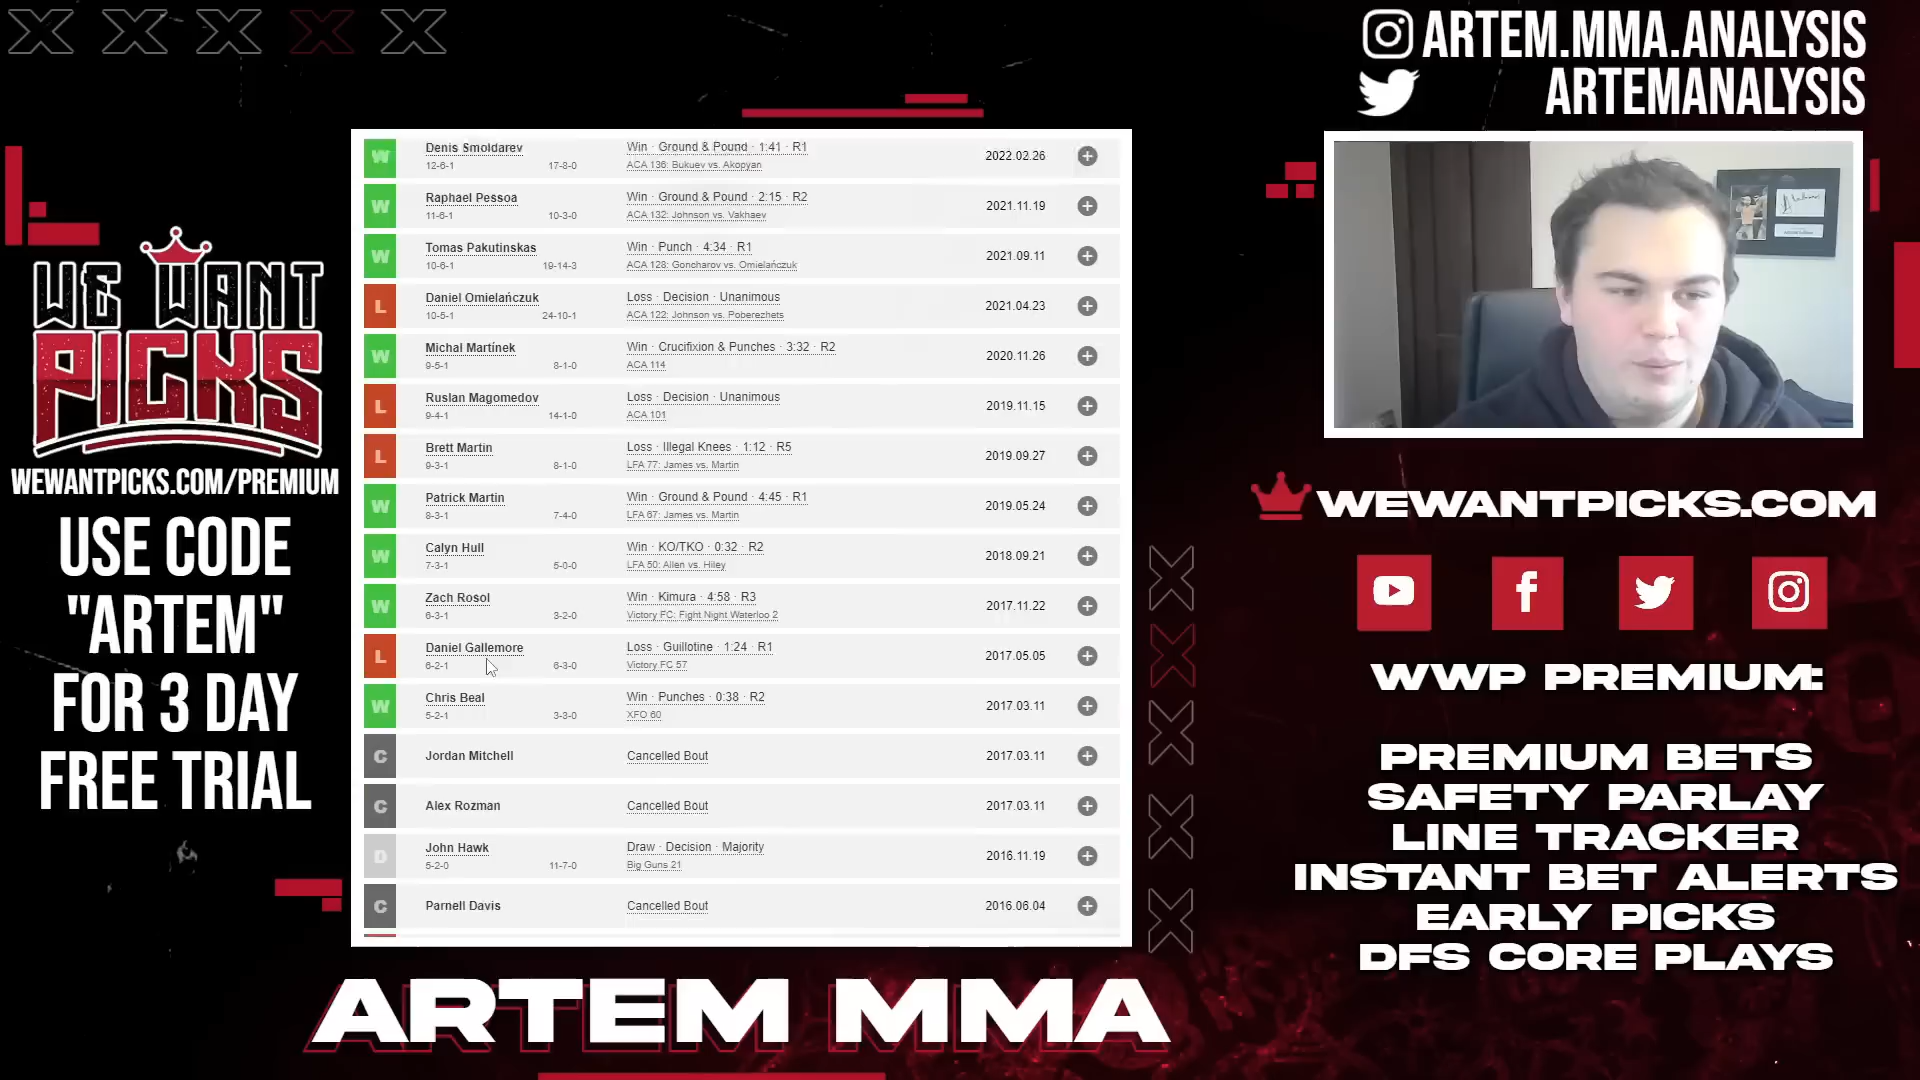 ARTEM.MMA.ANALYSIS
ARTEMANALYSIS
WE WANT
PICKS
WEWANTPICKS.COM/PREMIUM
USE CODE
"ARTEM"
FOR 3 DAY
FREE TRIAL
W Denis Smoldarev Win · Ground & Pound · 1:41 · R1 2022.02.26
12-6-1 17-8-0 ACA 136: Bukuev vs. Akopyan
W Raphael Pessoa Win · Ground & Pound · 2:15 · R2 2021.11.19
11-6-1 10-3-0 ACA 132: Johnson vs. Vakhaev
W Tomas Pakutinskas Win · Punch · 4:34 · R1 2021.09.11
10-6-1 19-14-3 ACA 128: Goncharov vs. Omielańczuk
L Daniel Omielańczuk Loss · Decision · Unanimous 2021.04.23
10-5-1 24-10-1 ACA 122: Johnson vs. Poberezhets
W Michal Martínek Win · Crucifixion & Punches · 3:32 · R2 2020.11.26
9-5-1 8-1-0 ACA 114
L Ruslan Magomedov Loss · Decision · Unanimous 2019.11.15
9-4-1 14-1-0 ACA 101
L Brett Martin Loss · Illegal Knees · 1:12 · R5 2019.09.27
9-3-1 8-1-0 LFA 77: James vs. Martin
W Patrick Martin Win · Ground & Pound · 4:45 · R1 2019.05.24
8-3-1 7-4-0 LFA 67: James vs. Martin
W Calyn Hull Win · KO/TKO · 0:32 · R2 2018.09.21
7-3-1 5-0-0 LFA 50: Allen vs. Hiley
W Zach Rosol Win · Kimura · 4:58 · R3 2017.11.22
6-3-1 3-2-0 Victory FC: Fight Night Waterloo 2
L Daniel Gallemore Loss · Guillotine · 1:24 · R1 2017.05.05
6-2-1 6-3-0 Victory FC 57
W Chris Beal Win · Punches · 0:38 · R2 2017.03.11
5-2-1 3-3-0 XFO 60
C Jordan Mitchell Cancelled Bout 2017.03.11
C Alex Rozman Cancelled Bout 2017.03.11
D John Hawk Draw · Decision · Majority 2016.11.19
5-2-0 11-7-0 Big Guns 21
C Parnell Davis Cancelled Bout 2016.06.04
ARTEM MMA
WEWANTPICKS.COM
WWP PREMIUM:
PREMIUM BETS
SAFETY PARLAY
LINE TRACKER
INSTANT BET ALERTS
EARLY PICKS
DFS CORE PLAYS